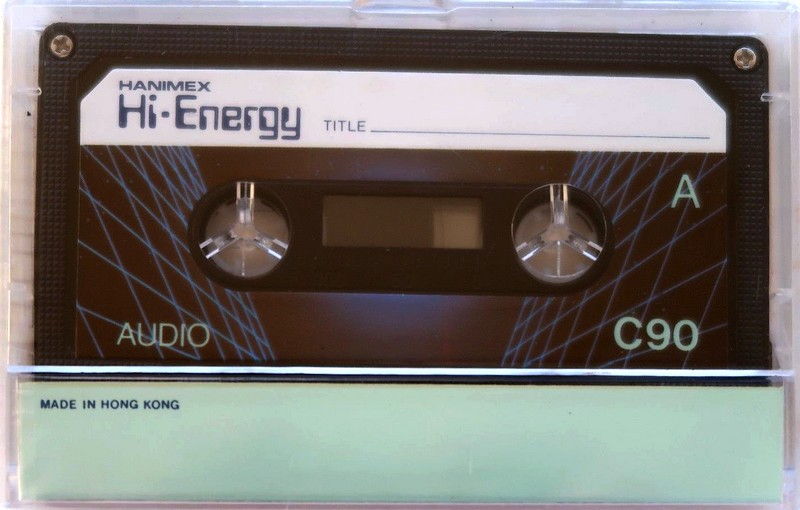 HANIMEX
Hi-Energy
TITLE
A
AUDIO
C90
MADE IN HONG KONG